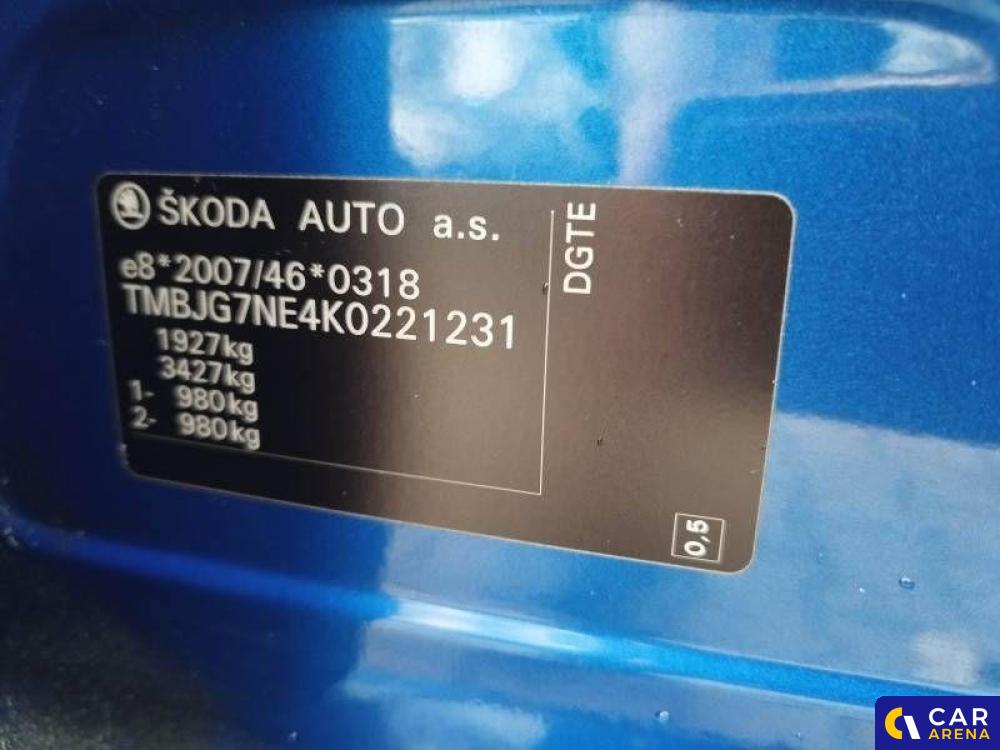 ŠKODA AUTO a.s.
e8*2007/46*0318
TMBJG7NE4K0221231
1927kg
3427kg
1- 980kg
2- 980kg
DGTE
0,5
CAR
ARENA